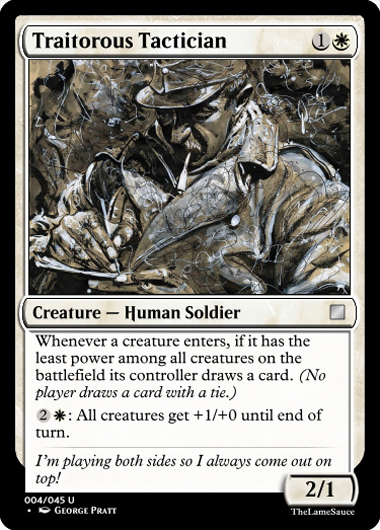 Traitorous Tactician 1
Creature — Human Soldier
Whenever a creature enters, if it has the
least power among all creatures on the
battlefield its controller draws a card. (No
player draws a card with a tie.)
2 : All creatures get +1/+0 until end of
turn.
I'm playing both sides so I always come out on
top!
2/1
004/045 U
• George Pratt
TheLameSauce